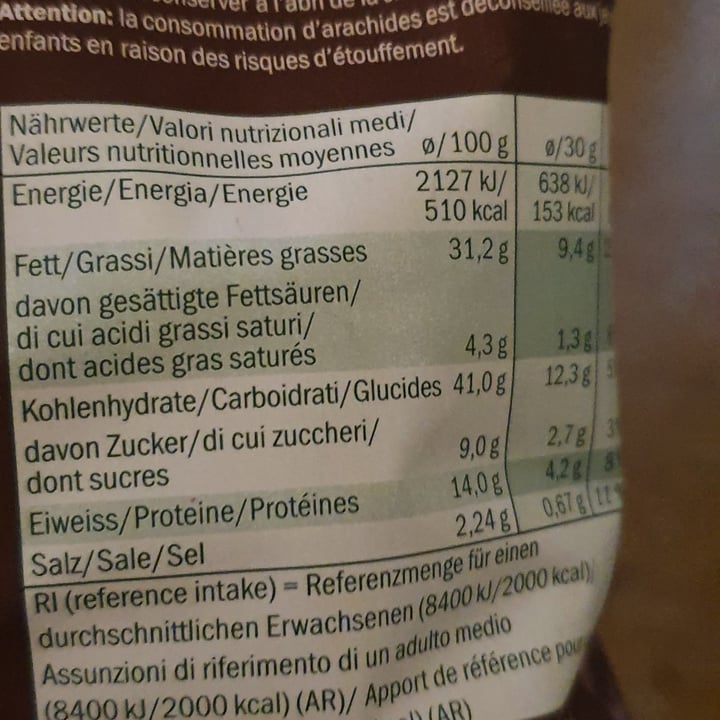 Attention: la consommation d'arachides est déconseillée aux
enfants en raison des risques d'étouffement.
Nährwerte/Valori nutrizionali medi/
Valeurs nutritionnelles moyennes ø/100 g ø/30 g
Energie/Energia/Energie 2127 kJ/ 638 kJ/
510 kcal 153 kcal
Fett/Grassi/Matières grasses 31,2 g 9,4 g
davon gesättigte Fettsäuren/
di cui acidi grassi saturi/
dont acides gras saturés 4,3 g 1,3 g
Kohlenhydrate/Carboidrati/Glucides 41,0 g 12,3 g
davon Zucker/di cui zuccheri/
dont sucres 9,0 g 2,7 g
Eiweiss/Proteine/Protéines 14,0 g 4,2 g
Salz/Sale/Sel 2,24 g 0,67 g
RI (reference intake) = Referenzmenge für einen
durchschnittlichen Erwachsenen (8400 kJ/2000 kcal)/
Assunzioni di riferimento di un adulto medio
(8400 kJ/2000 kcal) (AR)/ Apport de référence pour
(AR)